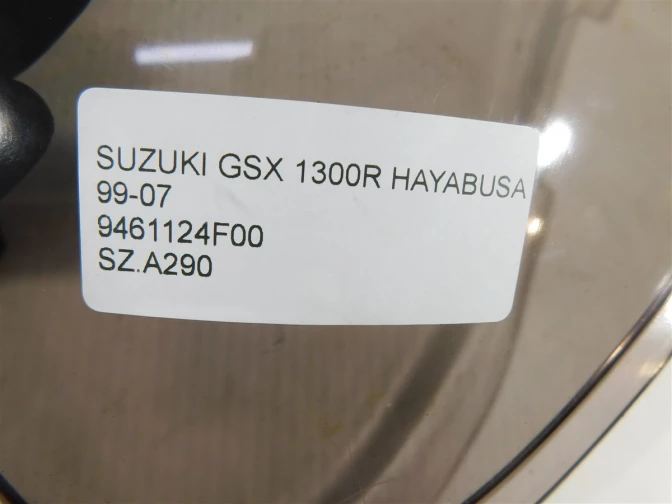 SUZUKI GSX 1300R HAYABUSA
99-07
9461124F00
SZ.A290